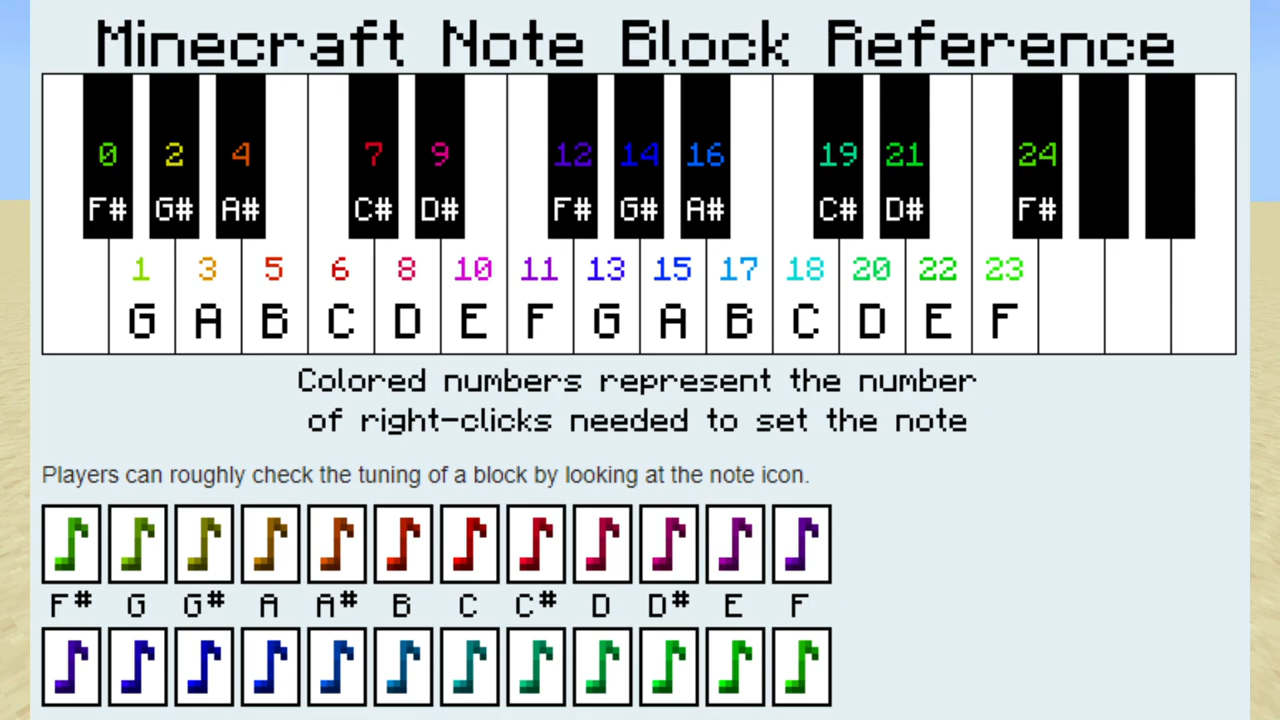 Minecraft Note Block Reference
0 2 4 7 9 12 14 16 19 21 24
F# G# A# C# D# F# G# A# C# D# F#
1 3 5 6 8 10 11 13 15 17 18 20 22 23
G A B C D E F G A B C D E F
Colored numbers represent the number
of right-clicks needed to set the note
Players can roughly check the tuning of a block by looking at the note icon.
F# G G# A A# B C C# D D# E F